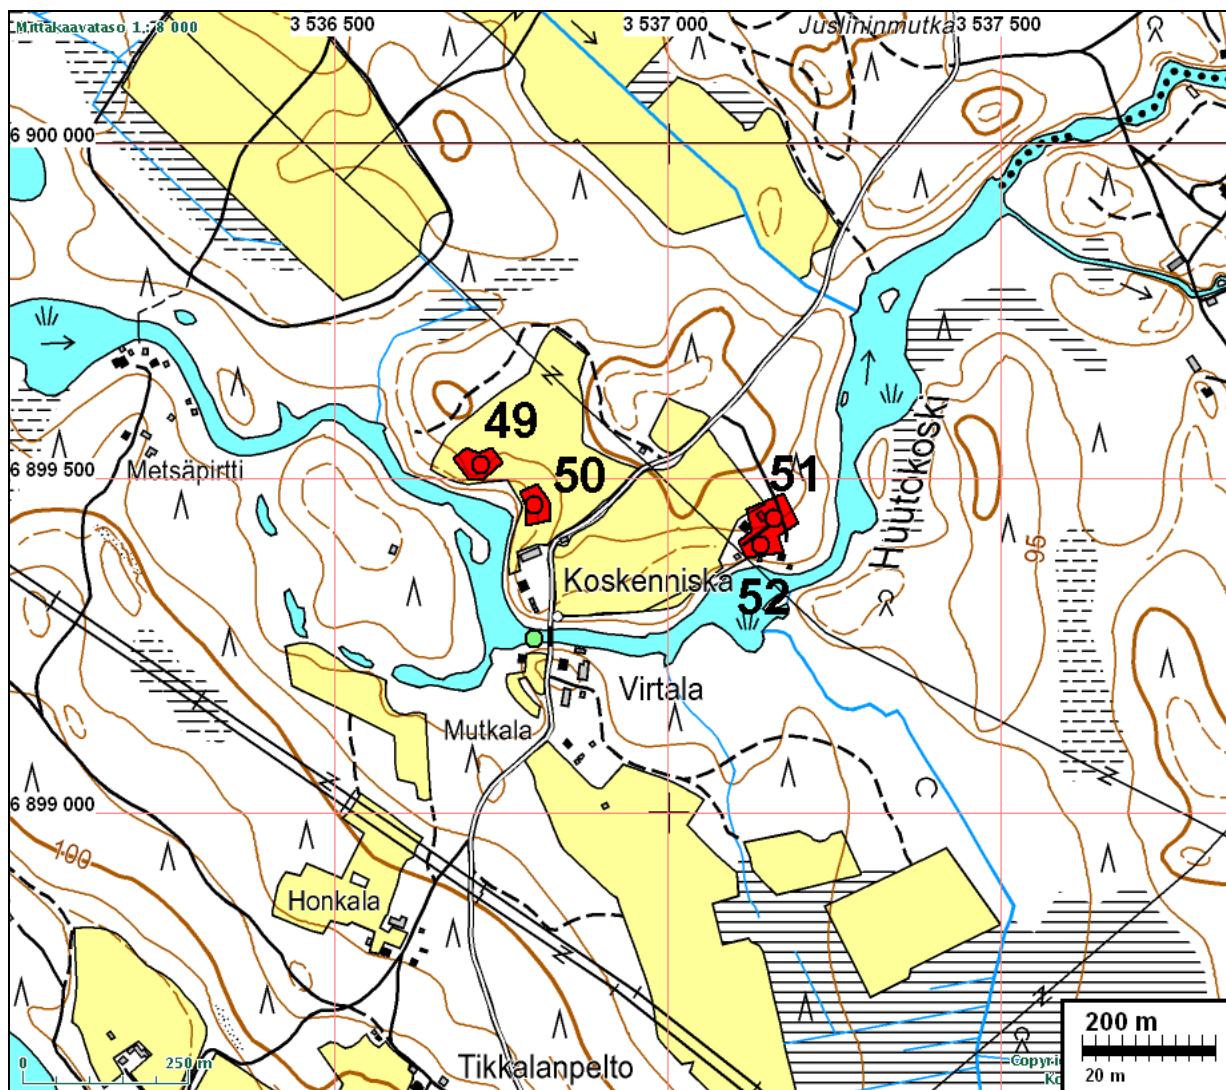 Mittakaavataso 1 : 8 000
3 536 500
3 537 000
Juslininmutka
3 537 500
6 900 000
49
6 899 500
Metsäpirtti
50
51
Huutokoski
95
Koskenniska
52
Virtala
Mutkala
6 899 000
100
Honkala
Tikkalanpelto
0 250 m
200 m
20 m